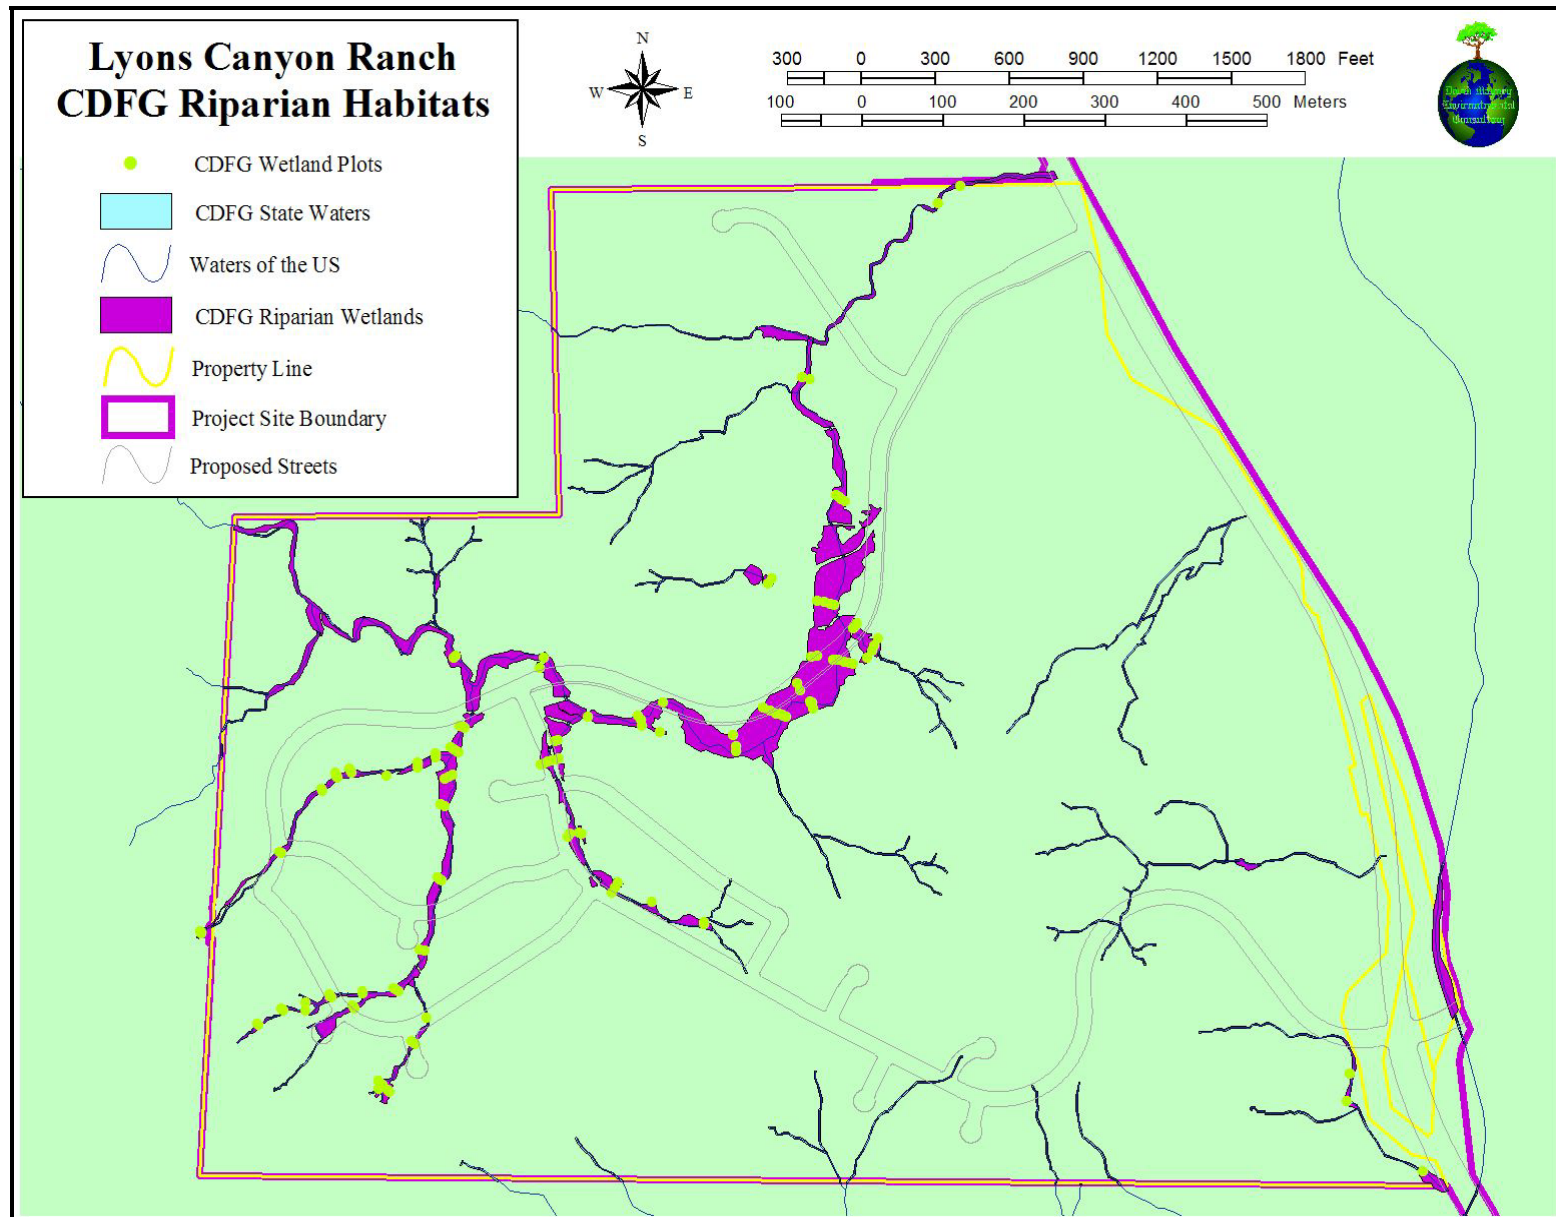 Lyons Canyon Ranch
CDFG Riparian Habitats
CDFG Wetland Plots
CDFG State Waters
Waters of the US
CDFG Riparian Wetlands
Property Line
Project Site Boundary
Proposed Streets
N
W E
S
300 0 300 600 900 1200 1500 1800 Feet
100 0 100 200 300 400 500 Meters
Environmental
Consulting